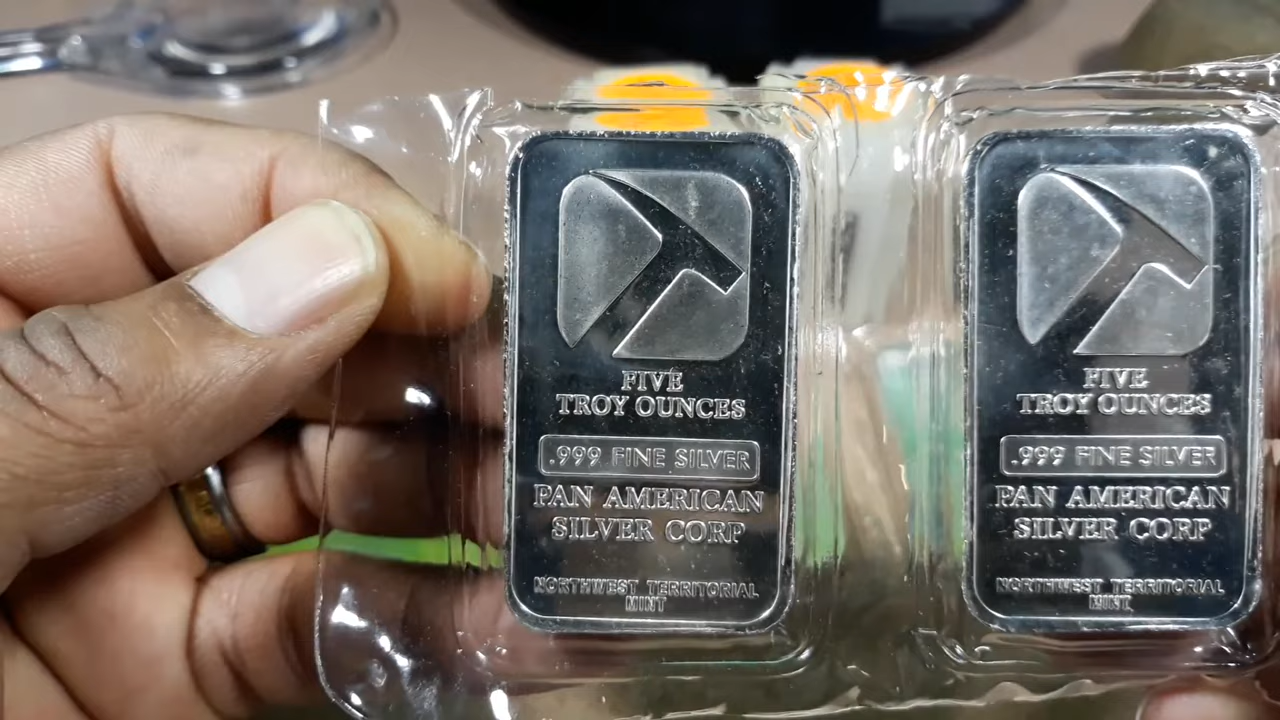 FIVE
TROY OUNCES
.999 FINE SILVER
PAN AMERICAN
SILVER CORP
NORTHWEST TERRITORIAL
MINT
FIVE
TROY OUNCES
.999 FINE SILVER
PAN AMERICAN
SILVER CORP
NORTHWEST TERRITORIAL
MINT